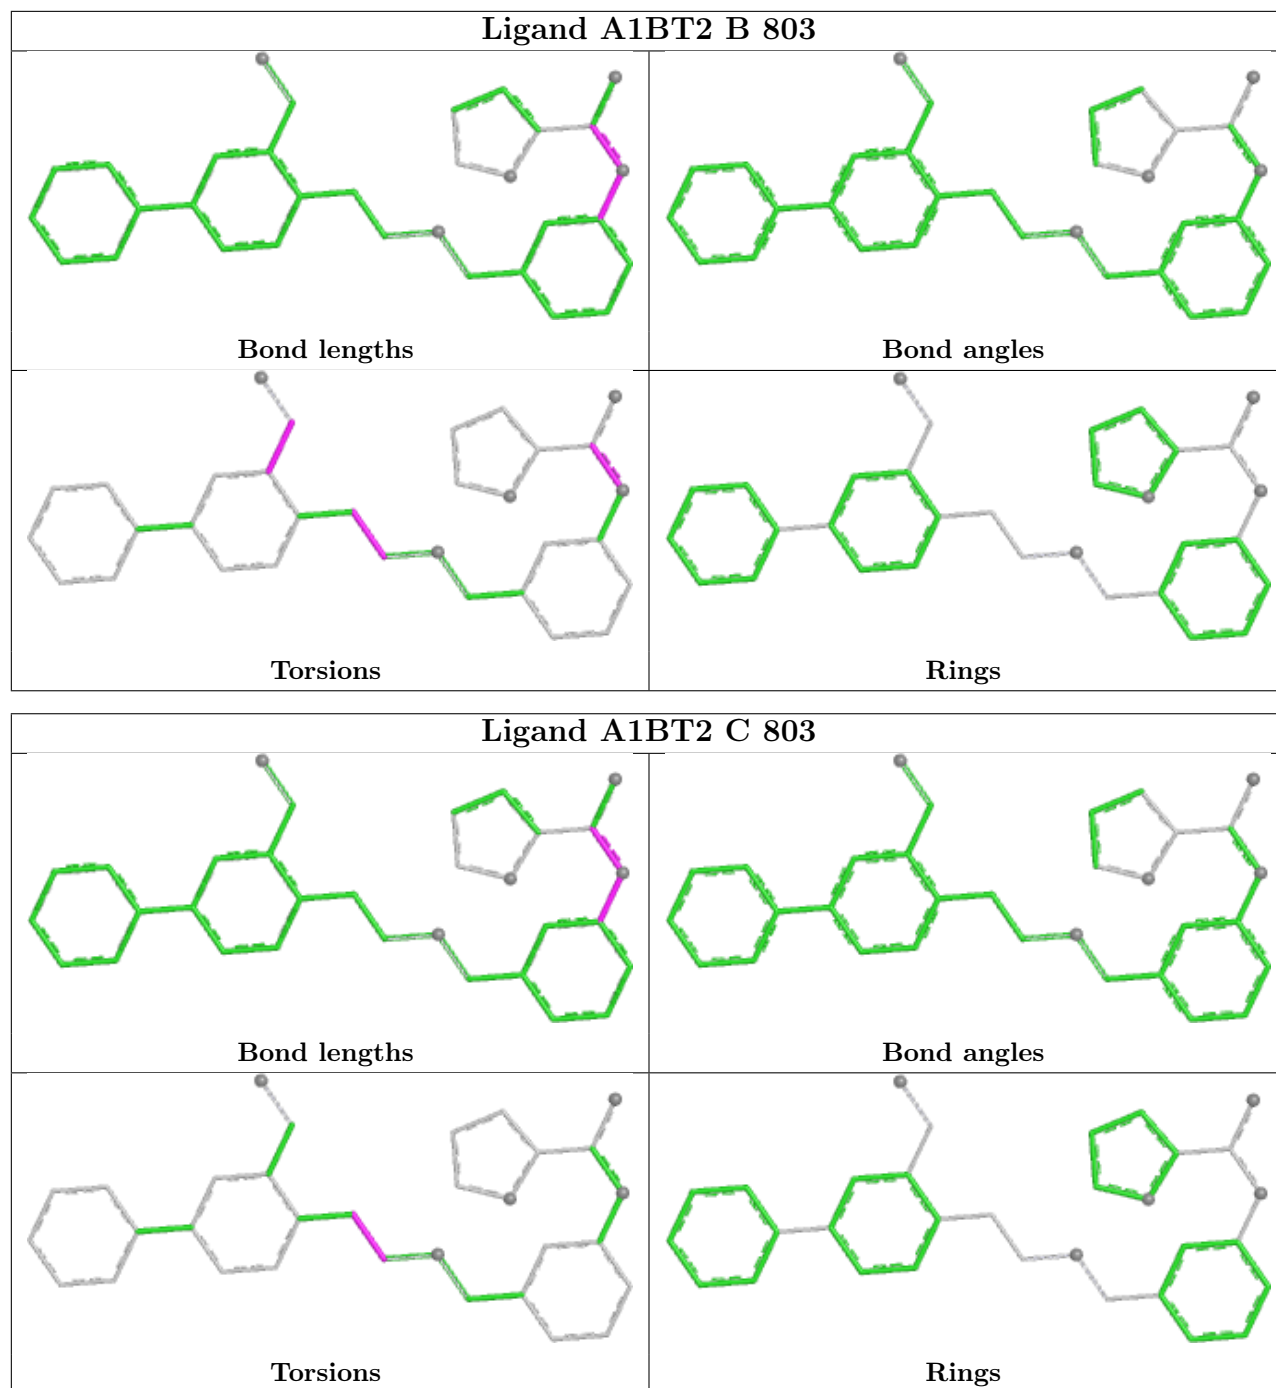 Ligand A1BT2 B 803
Bond lengths
Bond angles
Torsions
Rings
Ligand A1BT2 C 803
Bond lengths
Bond angles
Torsions
Rings